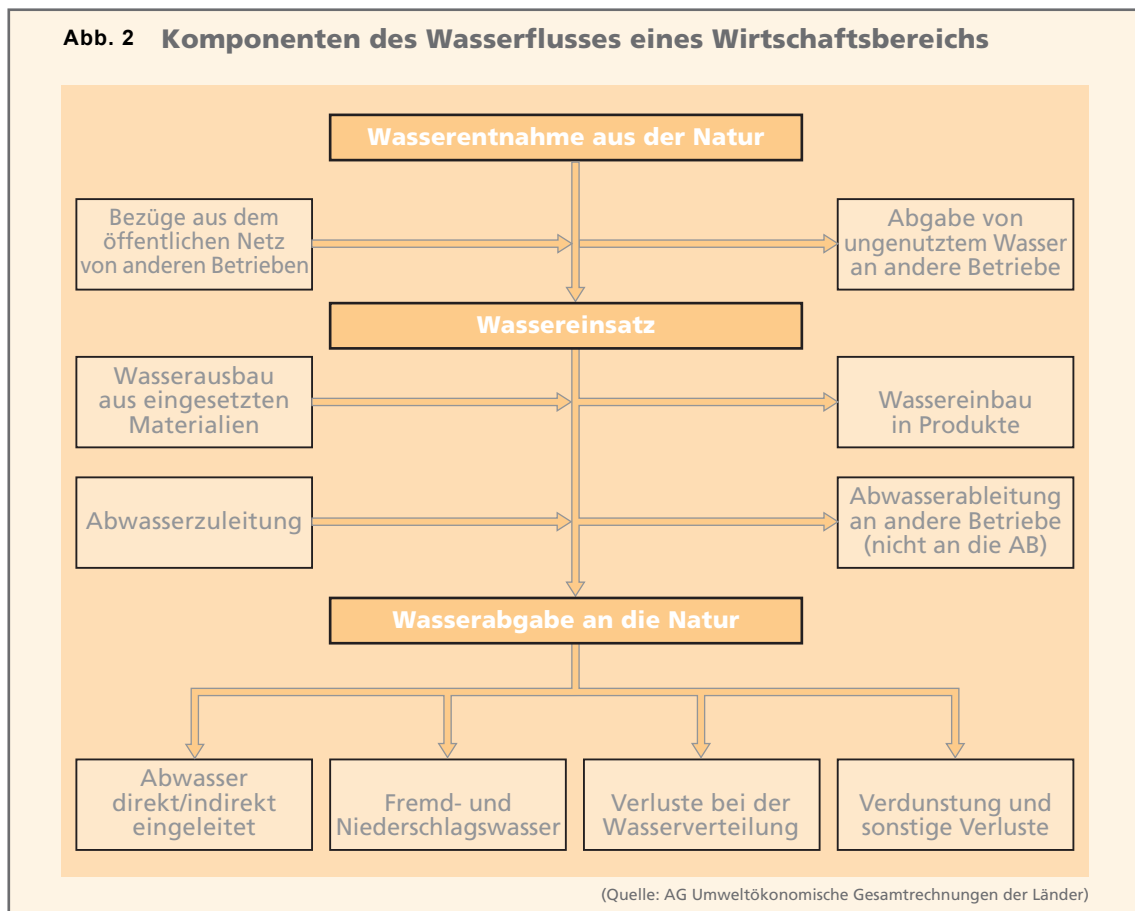 Abb. 2 Komponenten des Wasserflusses eines Wirtschaftsbereichs
Wasserentnahme aus der Natur
Bezüge aus dem
öffentlichen Netz
von anderen Betrieben
Abgabe von
ungenutztem Wasser
an andere Betriebe
Wassereinsatz
Wasserausbau
aus eingesetzten
Materialien
Wassereinbau
in Produkte
Abwasserzuleitung
Abwasserableitung
an andere Betriebe
(nicht an die AB)
Wasserabgabe an die Natur
Abwasser
direkt/indirekt
eingeleitet
Fremd- und
Niederschlagswasser
Verluste bei der
Wasserverteilung
Verdunstung und
sonstige Verluste
(Quelle: AG Umweltökonomische Gesamtrechnungen der Länder)